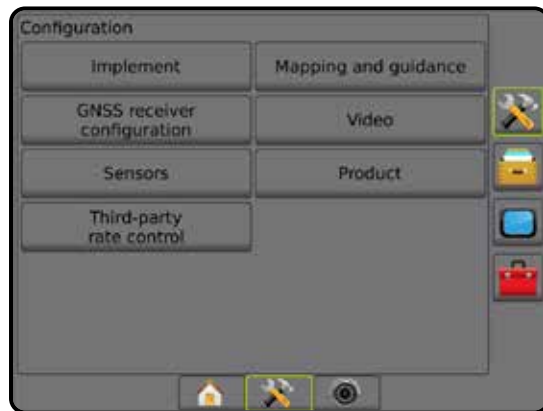 Configuration
Implement
Mapping and guidance
GNSS receiver
configuration
Video
Sensors
Product
Third-party
rate control